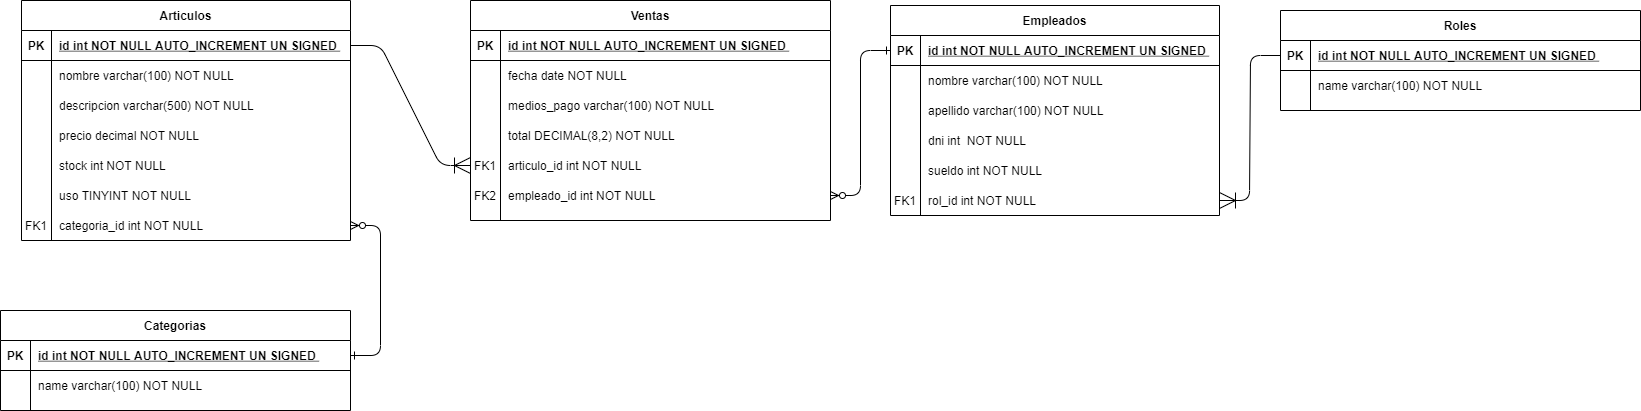 Articulos
PK id int NOT NULL AUTO_INCREMENT UN SIGNED
nombre varchar(100) NOT NULL
descripcion varchar(500) NOT NULL
precio decimal NOT NULL
stock int NOT NULL
uso TINYINT NOT NULL
FK1 categoria_id int NOT NULL
Ventas
PK id int NOT NULL AUTO_INCREMENT UN SIGNED
fecha date NOT NULL
medios_pago varchar(100) NOT NULL
total DECIMAL(8,2) NOT NULL
FK1 articulo_id int NOT NULL
FK2 empleado_id int NOT NULL
Empleados
PK id int NOT NULL AUTO_INCREMENT UN SIGNED
nombre varchar(100) NOT NULL
apellido varchar(100) NOT NULL
dni int NOT NULL
sueldo int NOT NULL
FK1 rol_id int NOT NULL
Roles
PK id int NOT NULL AUTO_INCREMENT UN SIGNED
name varchar(100) NOT NULL
Categorias
PK id int NOT NULL AUTO_INCREMENT UN SIGNED
name varchar(100) NOT NULL